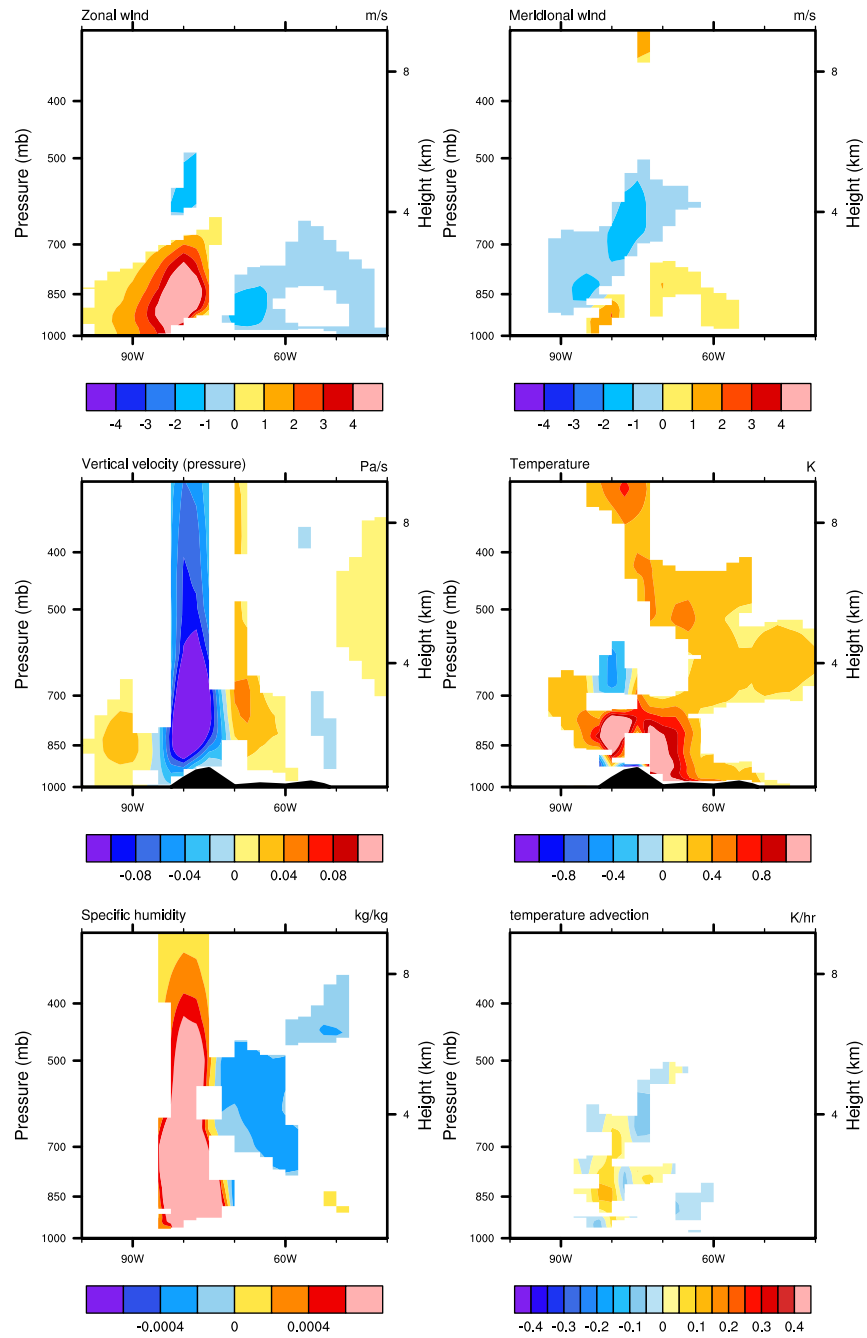 Zonal wind m/s
Meridional wind m/s
Pressure (mb)
Height (km)
Pressure (mb)
Height (km)
400
500
700
850
1000
8
4
400
500
700
850
1000
8
4
90W 60W
90W 60W
-4 -3 -2 -1 0 1 2 3 4
-4 -3 -2 -1 0 1 2 3 4
Vertical velocity (pressure) Pa/s
Temperature K
Pressure (mb)
Height (km)
Pressure (mb)
Height (km)
400
500
700
850
1000
8
4
400
500
700
850
1000
8
4
90W 60W
90W 60W
-0.08 -0.04 0 0.04 0.08
-0.8 -0.4 0 0.4 0.8
Specific humidity kg/kg
temperature advection K/hr
Pressure (mb)
Height (km)
Pressure (mb)
Height (km)
400
500
700
850
1000
8
4
400
500
700
850
1000
8
4
90W 60W
90W 60W
-0.0004 0 0.0004
-0.4 -0.3 -0.2 -0.1 0 0.1 0.2 0.3 0.4